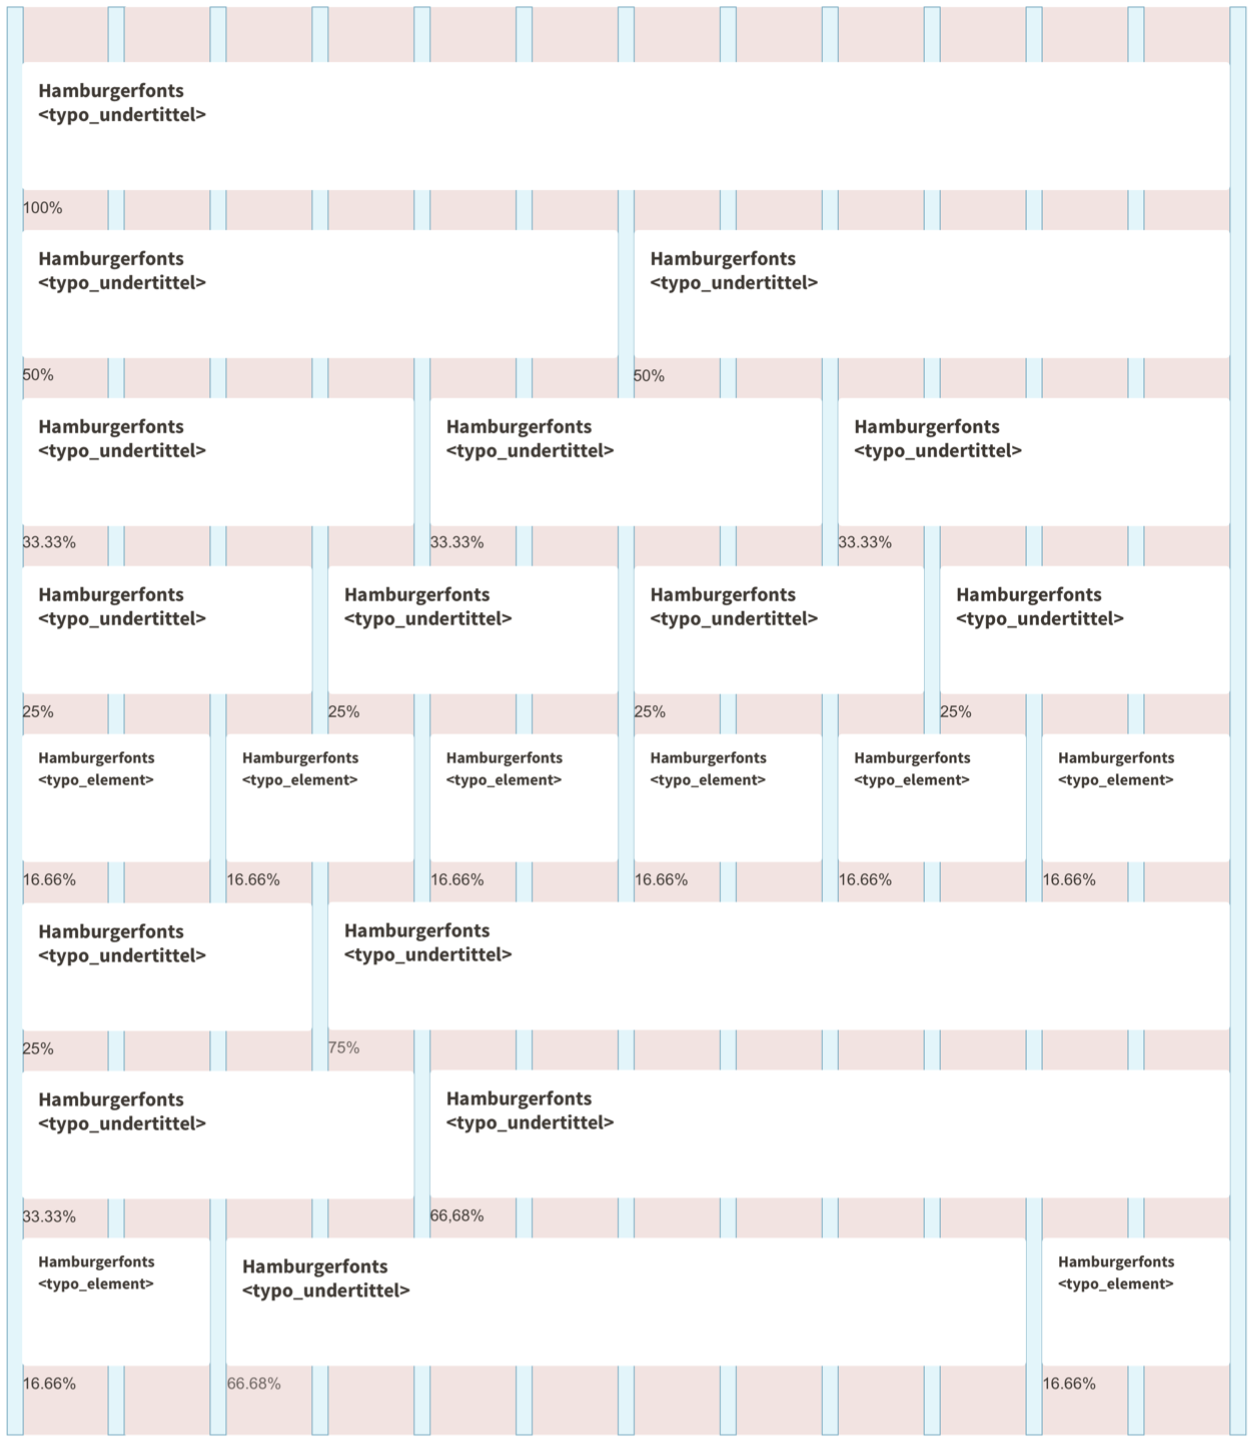 Hamburgerfonts
<typo_undertittel>
100%
Hamburgerfonts
<typo_undertittel>
Hamburgerfonts
<typo_undertittel>
50%
50%
Hamburgerfonts
<typo_undertittel>
Hamburgerfonts
<typo_undertittel>
Hamburgerfonts
<typo_undertittel>
33.33%
33.33%
33.33%
Hamburgerfonts
<typo_undertittel>
Hamburgerfonts
<typo_undertittel>
Hamburgerfonts
<typo_undertittel>
Hamburgerfonts
<typo_undertittel>
25%
25%
25%
25%
Hamburgerfonts
<typo_element>
Hamburgerfonts
<typo_element>
Hamburgerfonts
<typo_element>
Hamburgerfonts
<typo_element>
Hamburgerfonts
<typo_element>
Hamburgerfonts
<typo_element>
16.66%
16.66%
16.66%
16.66%
16.66%
16.66%
Hamburgerfonts
<typo_undertittel>
Hamburgerfonts
<typo_undertittel>
25%
75%
Hamburgerfonts
<typo_undertittel>
Hamburgerfonts
<typo_undertittel>
33.33%
66,68%
Hamburgerfonts
<typo_element>
Hamburgerfonts
<typo_undertittel>
Hamburgerfonts
<typo_element>
16.66%
66.68%
16.66%